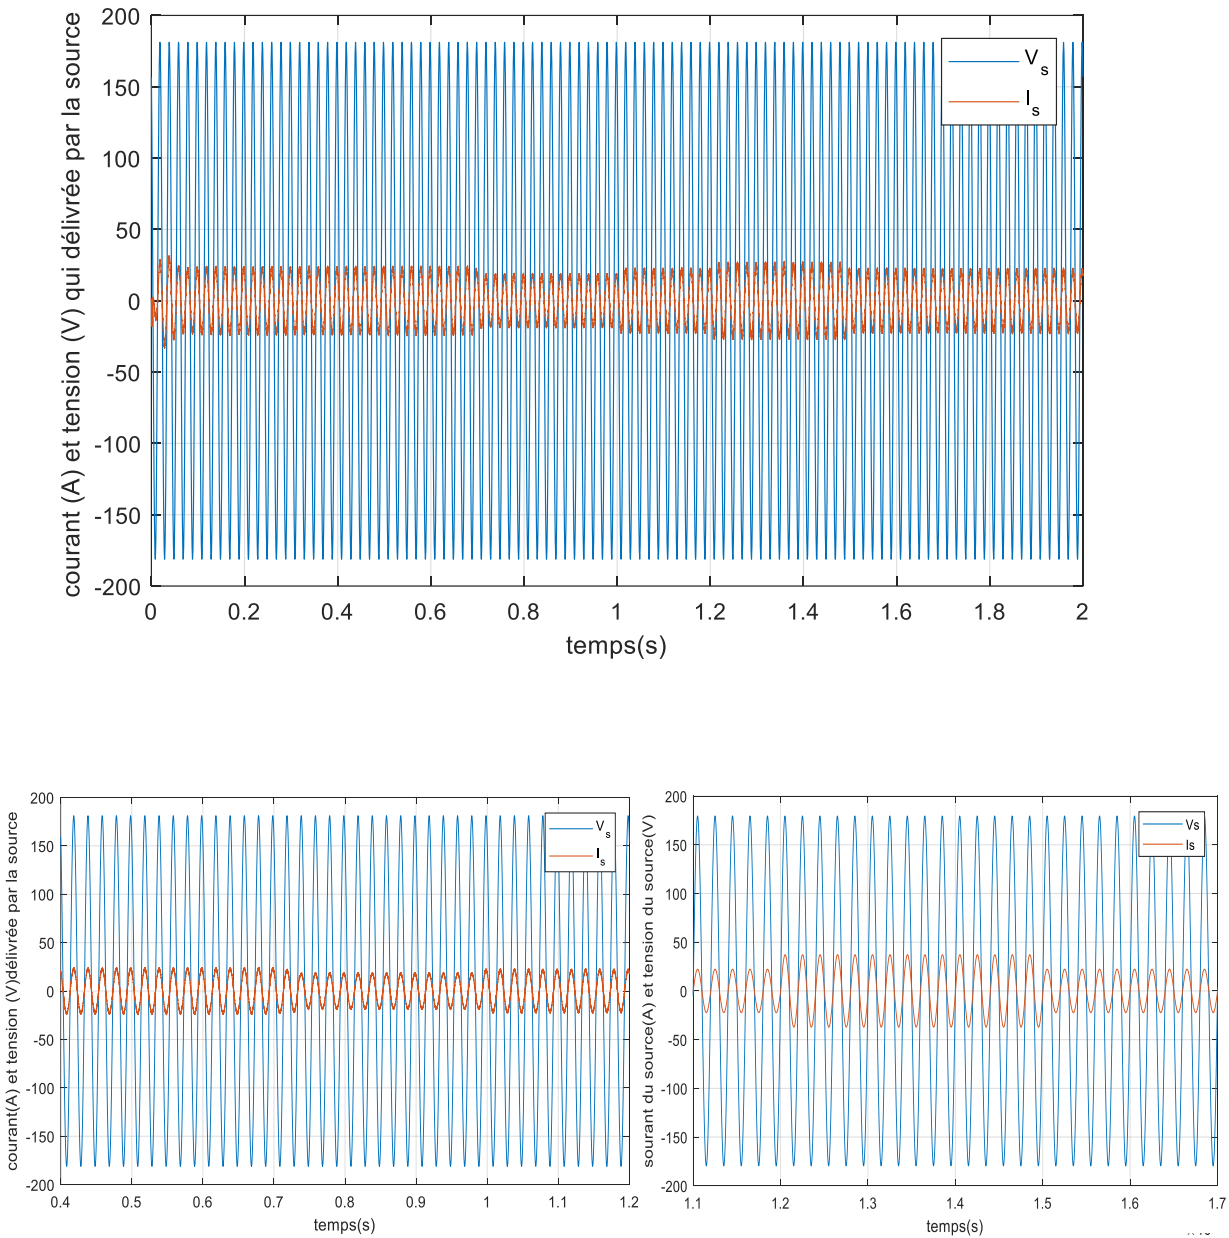 courant (A) et tension (V) qui délivrée par la source
200
150
100
50
0
-50
-100
-150
-200
V s
I s
0 0.2 0.4 0.6 0.8 1 1.2 1.4 1.6 1.8 2
temps(s)
courant(A) et tension (V)délivrée par la source
200
150
100
50
0
-50
-100
-150
-200
V s
I s
0.4 0.5 0.6 0.7 0.8 0.9 1 1.1 1.2
temps(s)
sourant du source(A) et tension du source(V)
200
150
100
50
0
-50
-100
-150
-200
Vs
Is
1.1 1.2 1.3 1.4 1.5 1.6 1.7
temps(s)